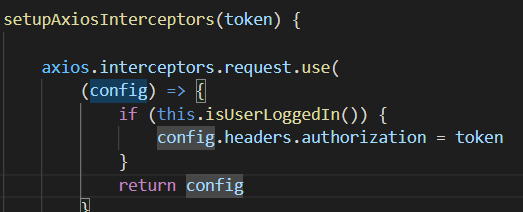 setupAxiosInterceptors(token) {
axios.interceptors.request.use(
(config) => {
if (this.isUserLoggedIn()) {
config.headers.authorization = token
}
return config
}